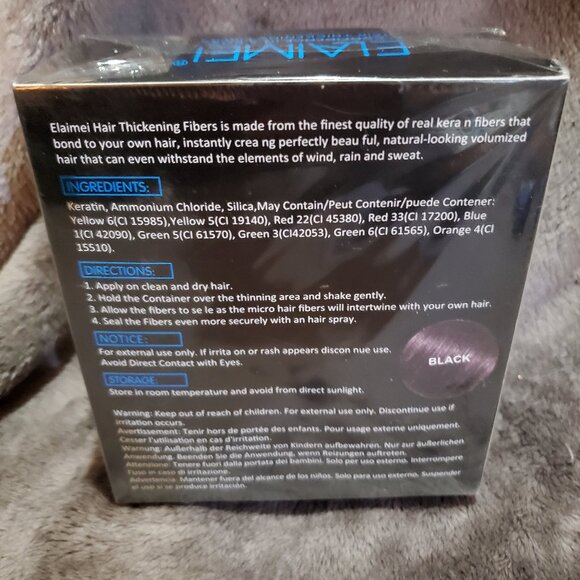 ELAIMEI®
Elaimei Hair Thickening Fibers is made from the finest quality of real kera n fibers that
bond to your own hair, instantly crea ng perfectly beau ful, natural-looking volumized
hair that can even withstand the elements of wind, rain and sweat.
INGREDIENTS:
Keratin, Ammonium Chloride, Silica,May Contain/Peut Contenir/puede Contener:
Yellow 6(CI 15985),Yellow 5(CI 19140), Red 22(CI 45380), Red 33(CI 17200), Blue
1(CI 42090), Green 5(CI 61570), Green 3(CI42053), Green 6(CI 61565), Orange 4(CI
15510).
DIRECTIONS:
1. Apply on clean and dry hair.
2. Hold the Container over the thinning area and shake gently.
3. Allow the fibers to se le as the micro hair fibers will intertwine with your own hair.
4. Seal the Fibers even more securely with an hair spray.
NOTICE:
For external use only. If irrita on or rash appears discon nue use.
Avoid Direct Contact with Eyes.
BLACK
STORAGE:
Store in room temperature and avoid from direct sunlight.
Warning: Keep out of reach of children. For external use only. Discontinue use if
irritation occurs.
Avertissement: Tenir hors de portée des enfants. Pour usage externe uniquement.
Cesser l'utilisation en cas d'irritation.
Warnung: Außerhalb der Reichweite von Kindern aufbewahren. Nur zur äußerlichen
Anwendung. Beenden Sie die Anwendung, wenn Reizungen auftreten.
Attenzione: Tenere fuori dalla portata dei bambini. Solo per uso esterno. Interrompere
l'uso in caso di irritazione.
Advertencia. Mantener fuera del alcance de los niños. Solo para uso externo. Suspender
el uso si se produce irritación.